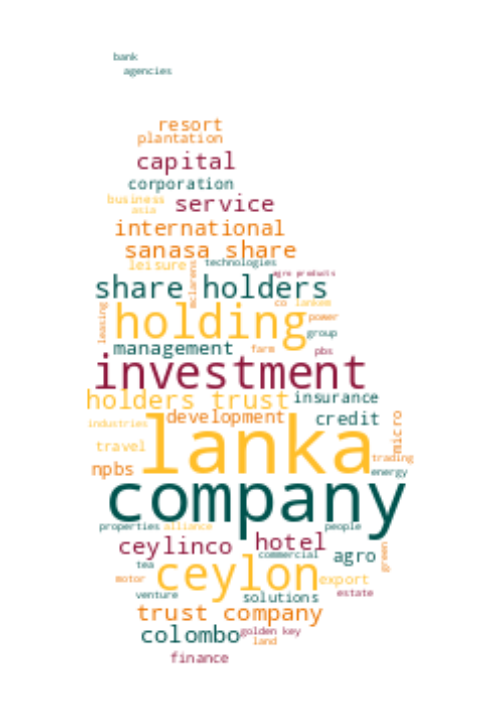 bank
agencies
resort
plantation
capital
corporation
business
service
asia
international
sanasa share
leisure
technologies
mclarens
agro products
share holders
co
lankem
leasing
holding
power
group
management
farm
pbs
investment
holders trust
insurance
development
credit
micro
industries
lanka
travel
trading
npbs
energy
company
properties
alliance
people
ceylinco
hotel
commercial
agro
green
tea
ceylon
motor
export
venture
solutions
estate
trust company
colombo
golden key
land
finance